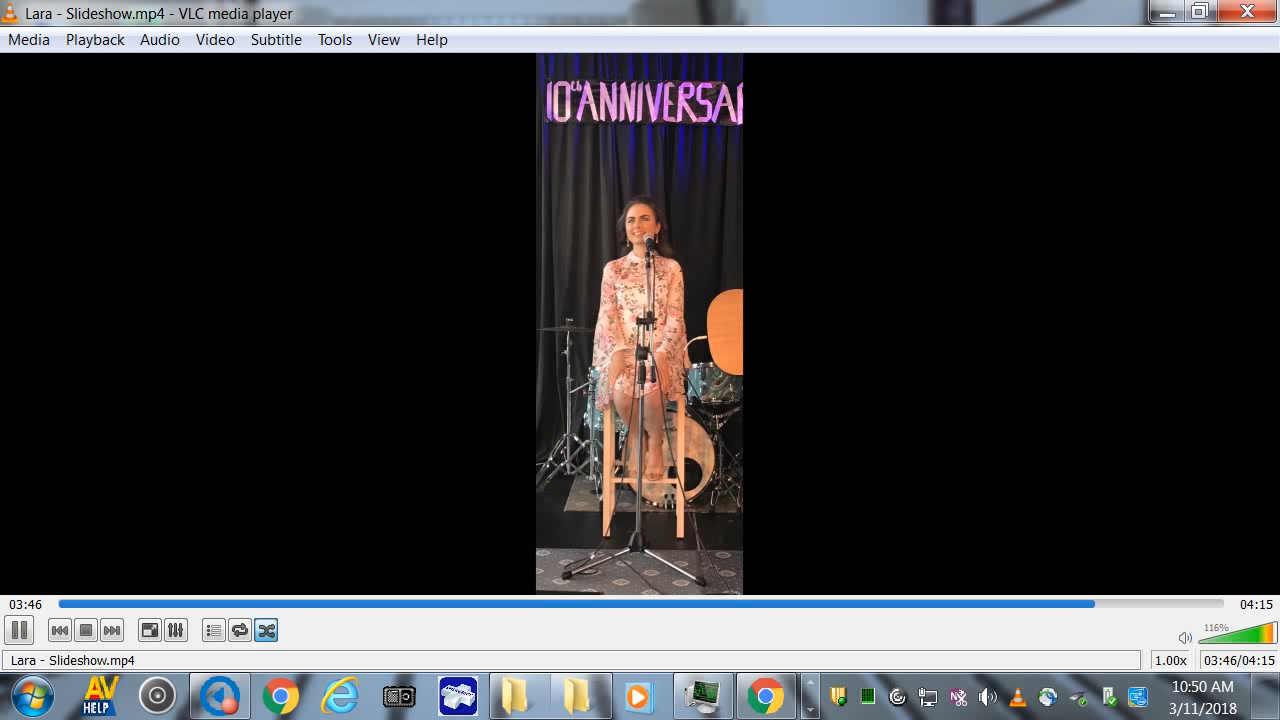 Lara - Slideshow.mp4 - VLC media player
Media Playback Audio Video Subtitle Tools View Help
10th ANNIVERSA
03:46 04:15
116%
Lara - Slideshow.mp4 1.00x 03:46/04:15
AV HELP
10:50 AM
3/11/2018